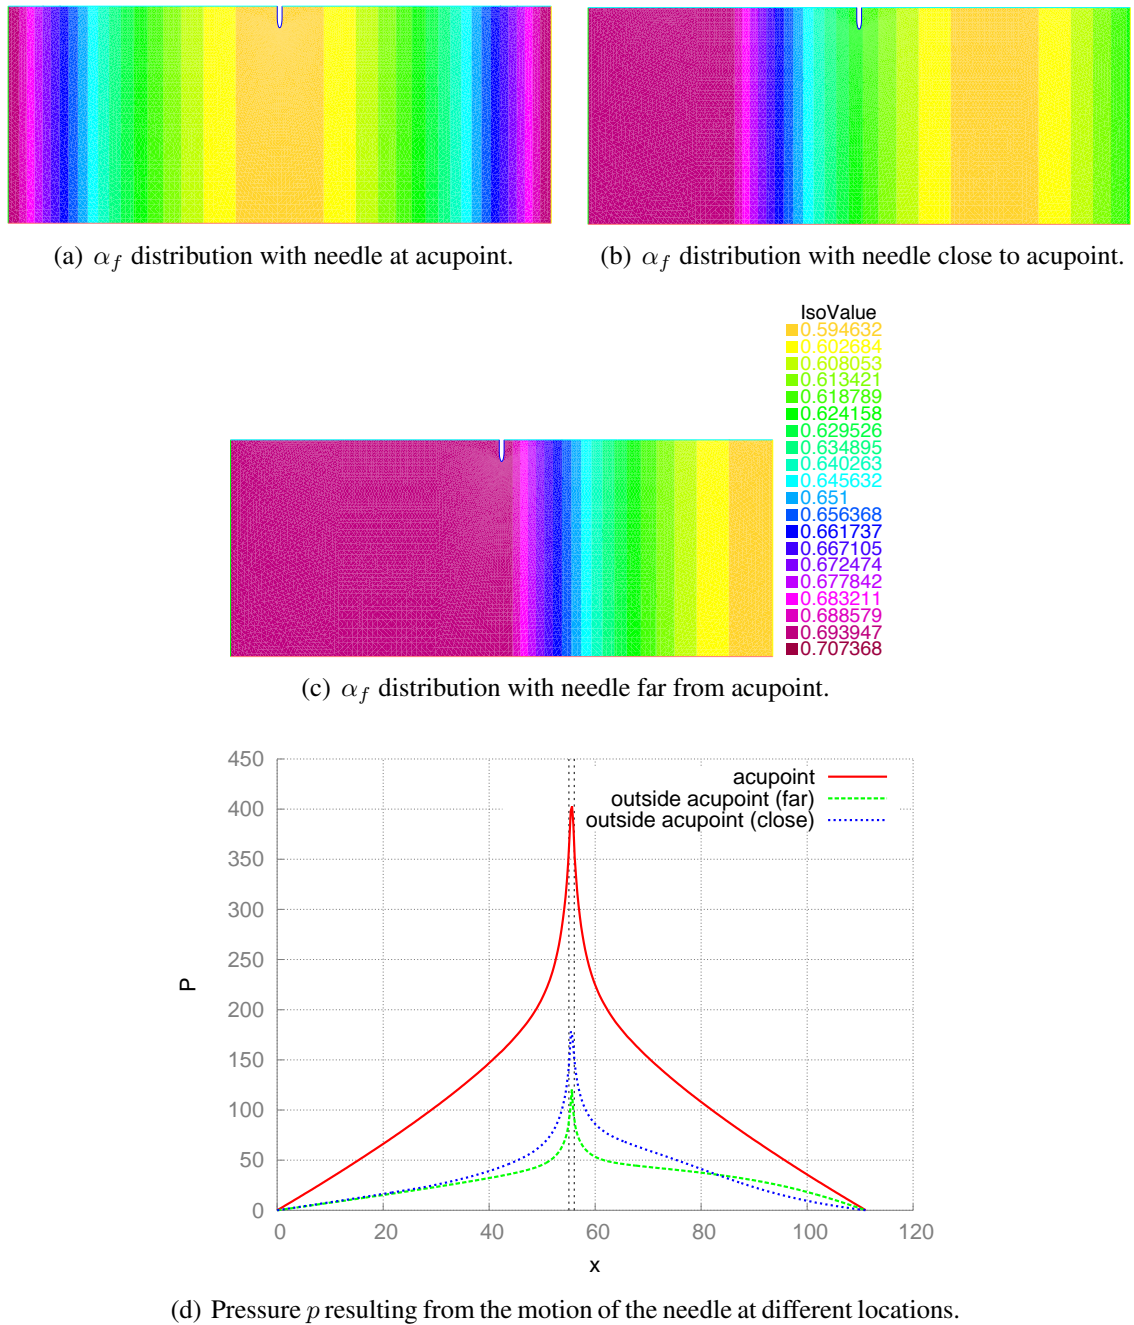 (a) α_f distribution with needle at acupoint.
(b) α_f distribution with needle close to acupoint.
IsoValue
0.594632
0.602684
0.608053
0.613421
0.618789
0.624158
0.629526
0.634895
0.640263
0.645632
0.651
0.656368
0.661737
0.667105
0.672474
0.677842
0.683211
0.688579
0.693947
0.707368
(c) α_f distribution with needle far from acupoint.
450
400
350
300
250
200
150
100
50
0
P
acupoint
outside acupoint (far)
outside acupoint (close)
0 20 40 60 80 100 120
x
(d) Pressure p resulting from the motion of the needle at different locations.